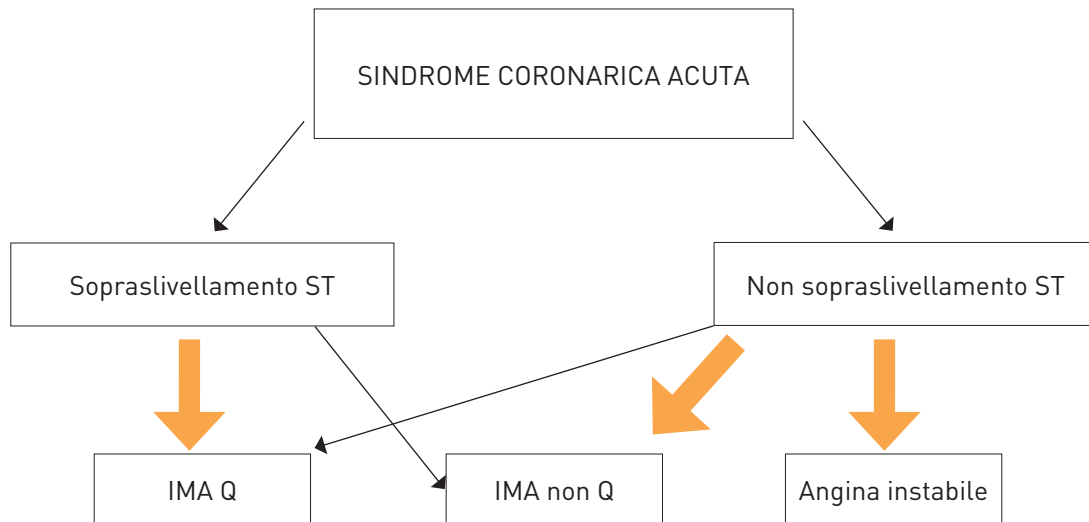 SINDROME CORONARICA ACUTA
Sopraslivellamento ST
Non sopraslivellamento ST
IMA Q
IMA non Q
Angina instabile